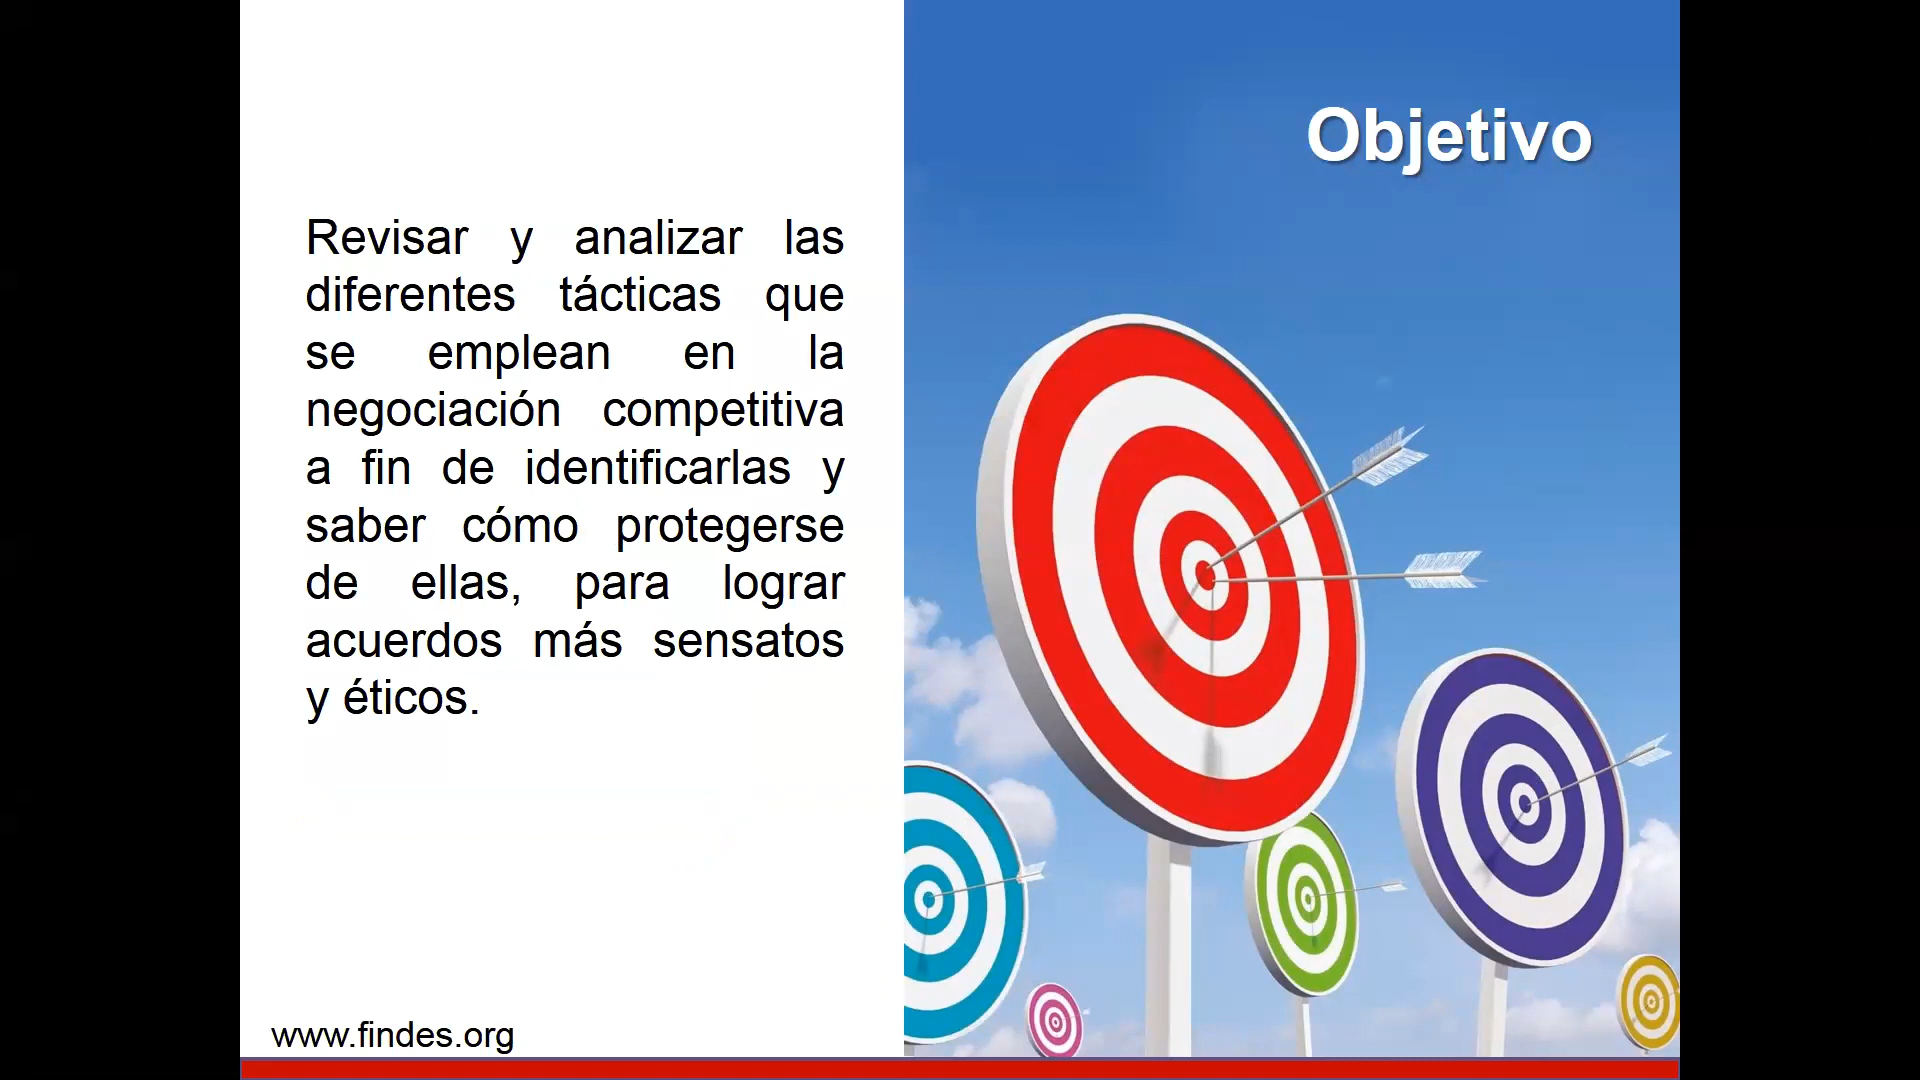 Objetivo
Revisar y analizar las
diferentes tácticas que
se emplean en la
negociación competitiva
a fin de identificarlas y
saber cómo protegerse
de ellas, para lograr
acuerdos más sensatos
y éticos.
www.findes.org